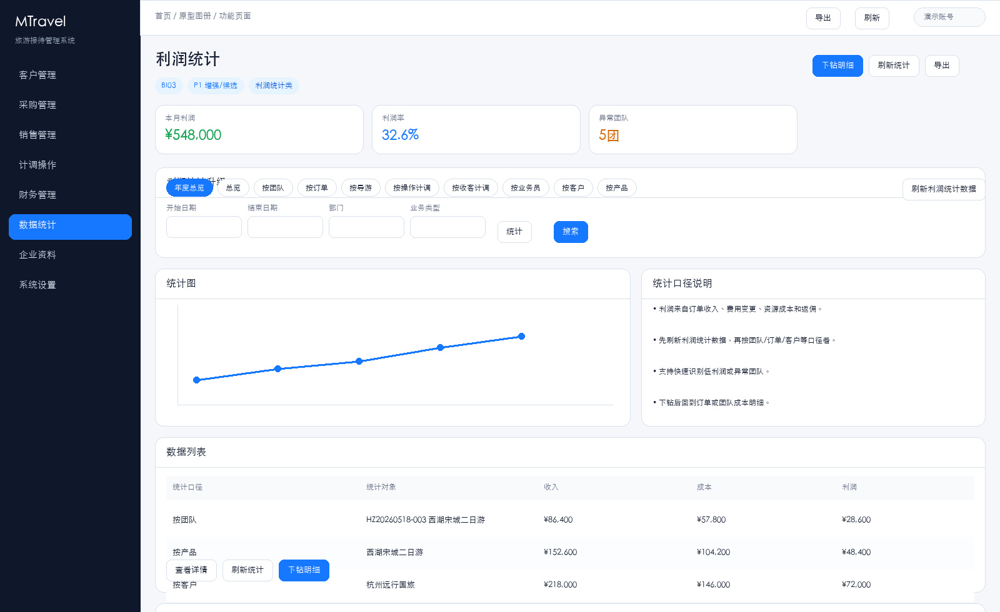 MTravel
旅游接待管理系统
客户管理
采购管理
销售管理
计调操作
财务管理
数据统计
企业资料
系统设置
首页 / 原型图册 / 功能页面
导出
刷新
演示账号
利润统计
下钻明细
刷新统计
导出
BI03
P1 增强/候选
利润统计类
本月利润
¥548,000
利润率
32.6%
异常团队
5团
年度总览
总览
按团队
按订单
按导游
按操作计调
按收客计调
按业务员
按客户
按产品
刷新利润统计数据
开始日期
结束日期
部门
业务类型
统计
搜索
统计图
统计口径说明
• 利润来自订单收入、费用变更、资源成本和返佣。
• 先刷新利润统计数据，再按团队/订单/客户等口径看。
• 支持快速识别低利润或异常团队。
• 下钻后回到订单或团队成本明细。
数据列表
统计口径 统计对象 收入 成本 利润
按团队 HZ20260518-003 西湖宋城二日游 ¥86,400 ¥57,800 ¥28,600
按产品 西湖宋城二日游 ¥152,600 ¥104,200 ¥48,400
查看详情
刷新统计
下钻明细
按客户 杭州远行国旅 ¥218,000 ¥146,000 ¥72,000